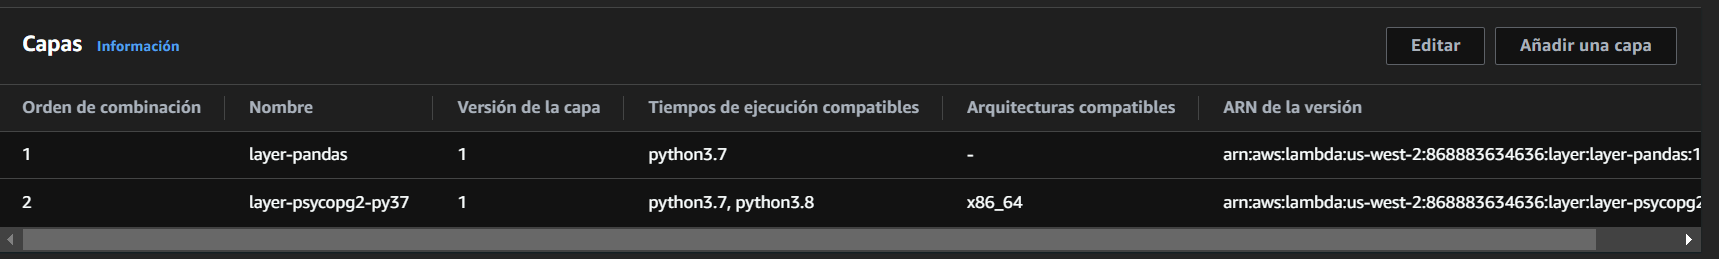 Capas Información Editar Añadir una capa
Orden de combinación Nombre Versión de la capa Tiempos de ejecución compatibles Arquitecturas compatibles ARN de la versión
1 layer-pandas 1 python3.7 - arn:aws:lambda:us-west-2:868883634636:layer:layer-pandas:1
2 layer-psycopg2-py37 1 python3.7, python3.8 x86_64 arn:aws:lambda:us-west-2:868883634636:layer:layer-psycopg2